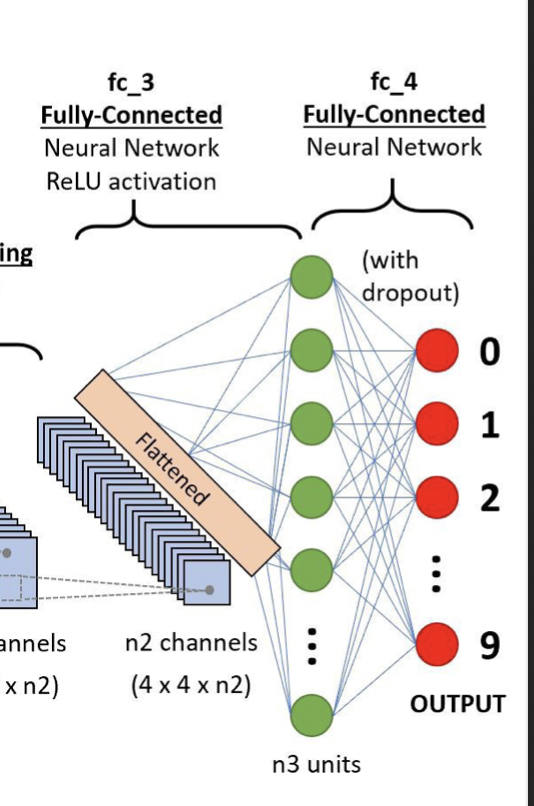 fc_3
Fully-Connected
Neural Network
ReLU activation
fc_4
Fully-Connected
Neural Network
(with
dropout)
ing
Flattened
0
1
2
9
OUTPUT
annels
x n2)
n2 channels
(4 x 4 x n2)
n3 units